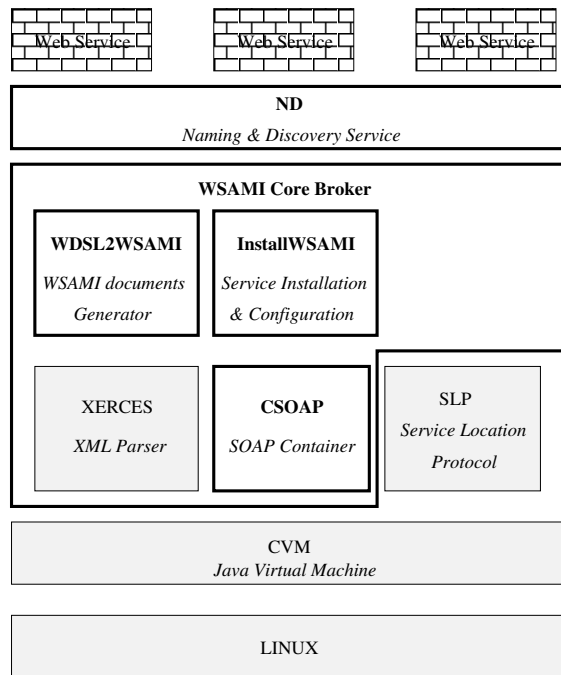 Web Service Web Service Web Service
ND
Naming & Discovery Service
WSAMI Core Broker
WDSL2WSAMI
WSAMI documents
Generator
InstallWSAMI
Service Installation
& Configuration
XERCES
XML Parser
CSOAP
SOAP Container
SLP
Service Location
Protocol
CVM
Java Virtual Machine
LINUX